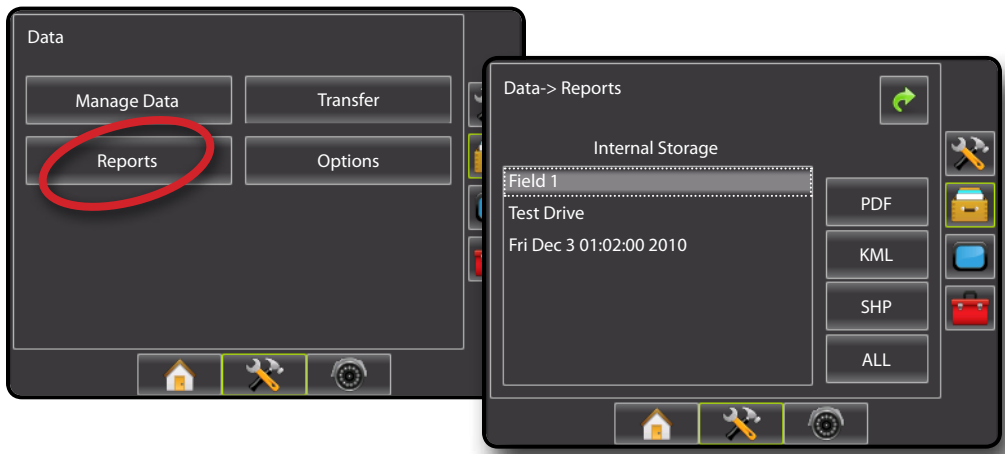 Data
Manage Data
Transfer
Reports
Options
Data-> Reports
Internal Storage
Field 1
Test Drive
Fri Dec 3 01:02:00 2010
PDF
KML
SHP
ALL